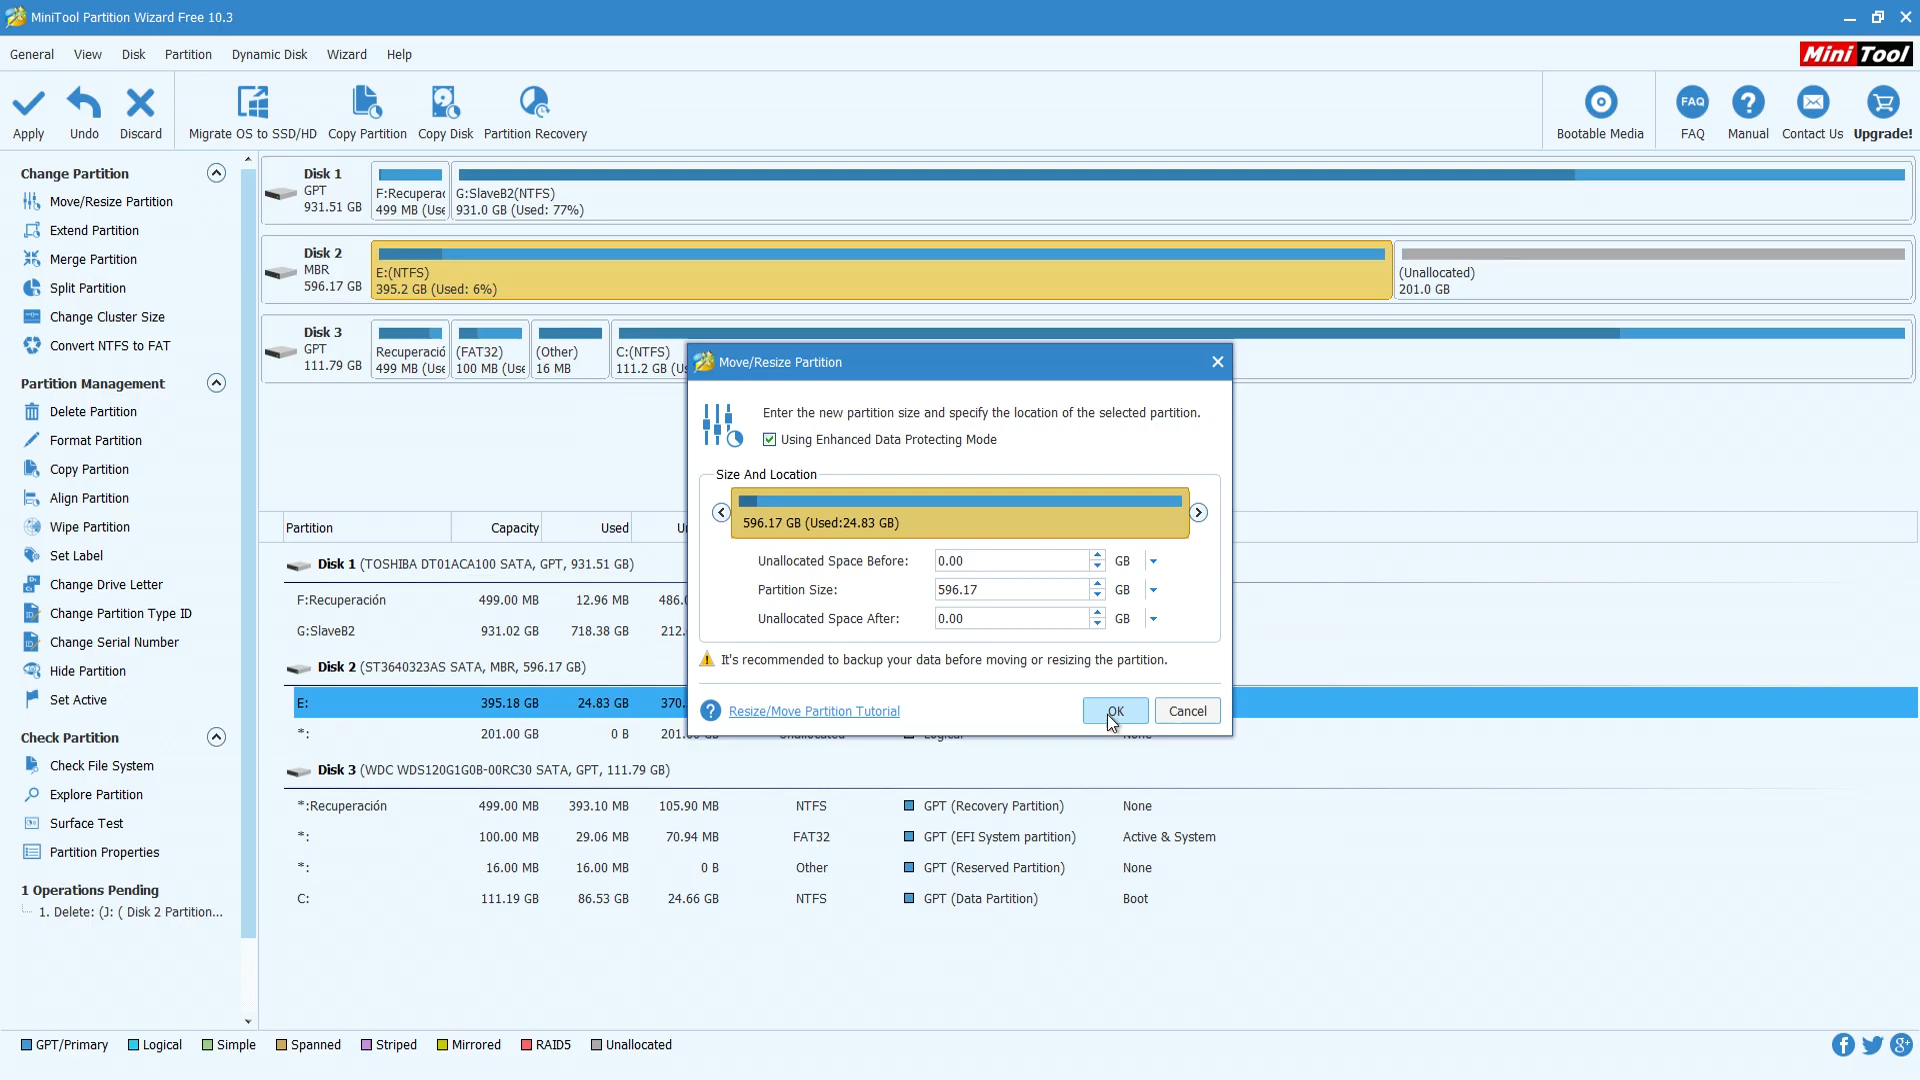 MiniTool Partition Wizard Free 10.3
General View Disk Partition Dynamic Disk Wizard Help
Mini Tool
Apply Undo Discard Migrate OS to SSD/HD Copy Partition Copy Disk Partition Recovery Bootable Media FAQ FAQ Manual Contact Us Upgrade!
Change Partition
Move/Resize Partition
Extend Partition
Merge Partition
Split Partition
Change Cluster Size
Convert NTFS to FAT
Partition Management
Delete Partition
Format Partition
Copy Partition
Align Partition
Wipe Partition
Set Label
Change Drive Letter
Change Partition Type ID
Change Serial Number
Hide Partition
Set Active
Check Partition
Check File System
Explore Partition
Surface Test
Partition Properties
1 Operations Pending
1. Delete: (J: ( Disk 2 Partition...
Disk 1
GPT
931.51 GB
F:Recuperac
499 MB (Use
G:SlaveB2(NTFS)
931.0 GB (Used: 77%)
Disk 2
MBR
596.17 GB
E:(NTFS)
395.2 GB (Used: 6%)
(Unallocated)
201.0 GB
Disk 3
GPT
111.79 GB
Recuperació
499 MB (Use
(FAT32)
100 MB (Use
(Other)
16 MB
C:(NTFS)
111.2 GB (U
Move/Resize Partition
Enter the new partition size and specify the location of the selected partition.
Using Enhanced Data Protecting Mode
Size And Location
596.17 GB (Used:24.83 GB)
Unallocated Space Before: 0.00 GB
Partition Size: 596.17 GB
Unallocated Space After: 0.00 GB
It's recommended to backup your data before moving or resizing the partition.
Resize/Move Partition Tutorial OK Cancel
Partition Capacity Used
Disk 1 (TOSHIBA DT01ACA100 SATA, GPT, 931.51 GB)
F:Recuperación 499.00 MB 12.96 MB 486.0
G:SlaveB2 931.02 GB 718.38 GB 212.
Disk 2 (ST3640323AS SATA, MBR, 596.17 GB)
E: 395.18 GB 24.83 GB 370.
*: 201.00 GB 0 B 201.00 GB Unallocated Logical None
Disk 3 (WDC WDS120G1G0B-00RC30 SATA, GPT, 111.79 GB)
*:Recuperación 499.00 MB 393.10 MB 105.90 MB NTFS GPT (Recovery Partition) None
*: 100.00 MB 29.06 MB 70.94 MB FAT32 GPT (EFI System partition) Active & System
*: 16.00 MB 16.00 MB 0 B Other GPT (Reserved Partition) None
C: 111.19 GB 86.53 GB 24.66 GB NTFS GPT (Data Partition) Boot
GPT/Primary Logical Simple Spanned Striped Mirrored RAID5 Unallocated